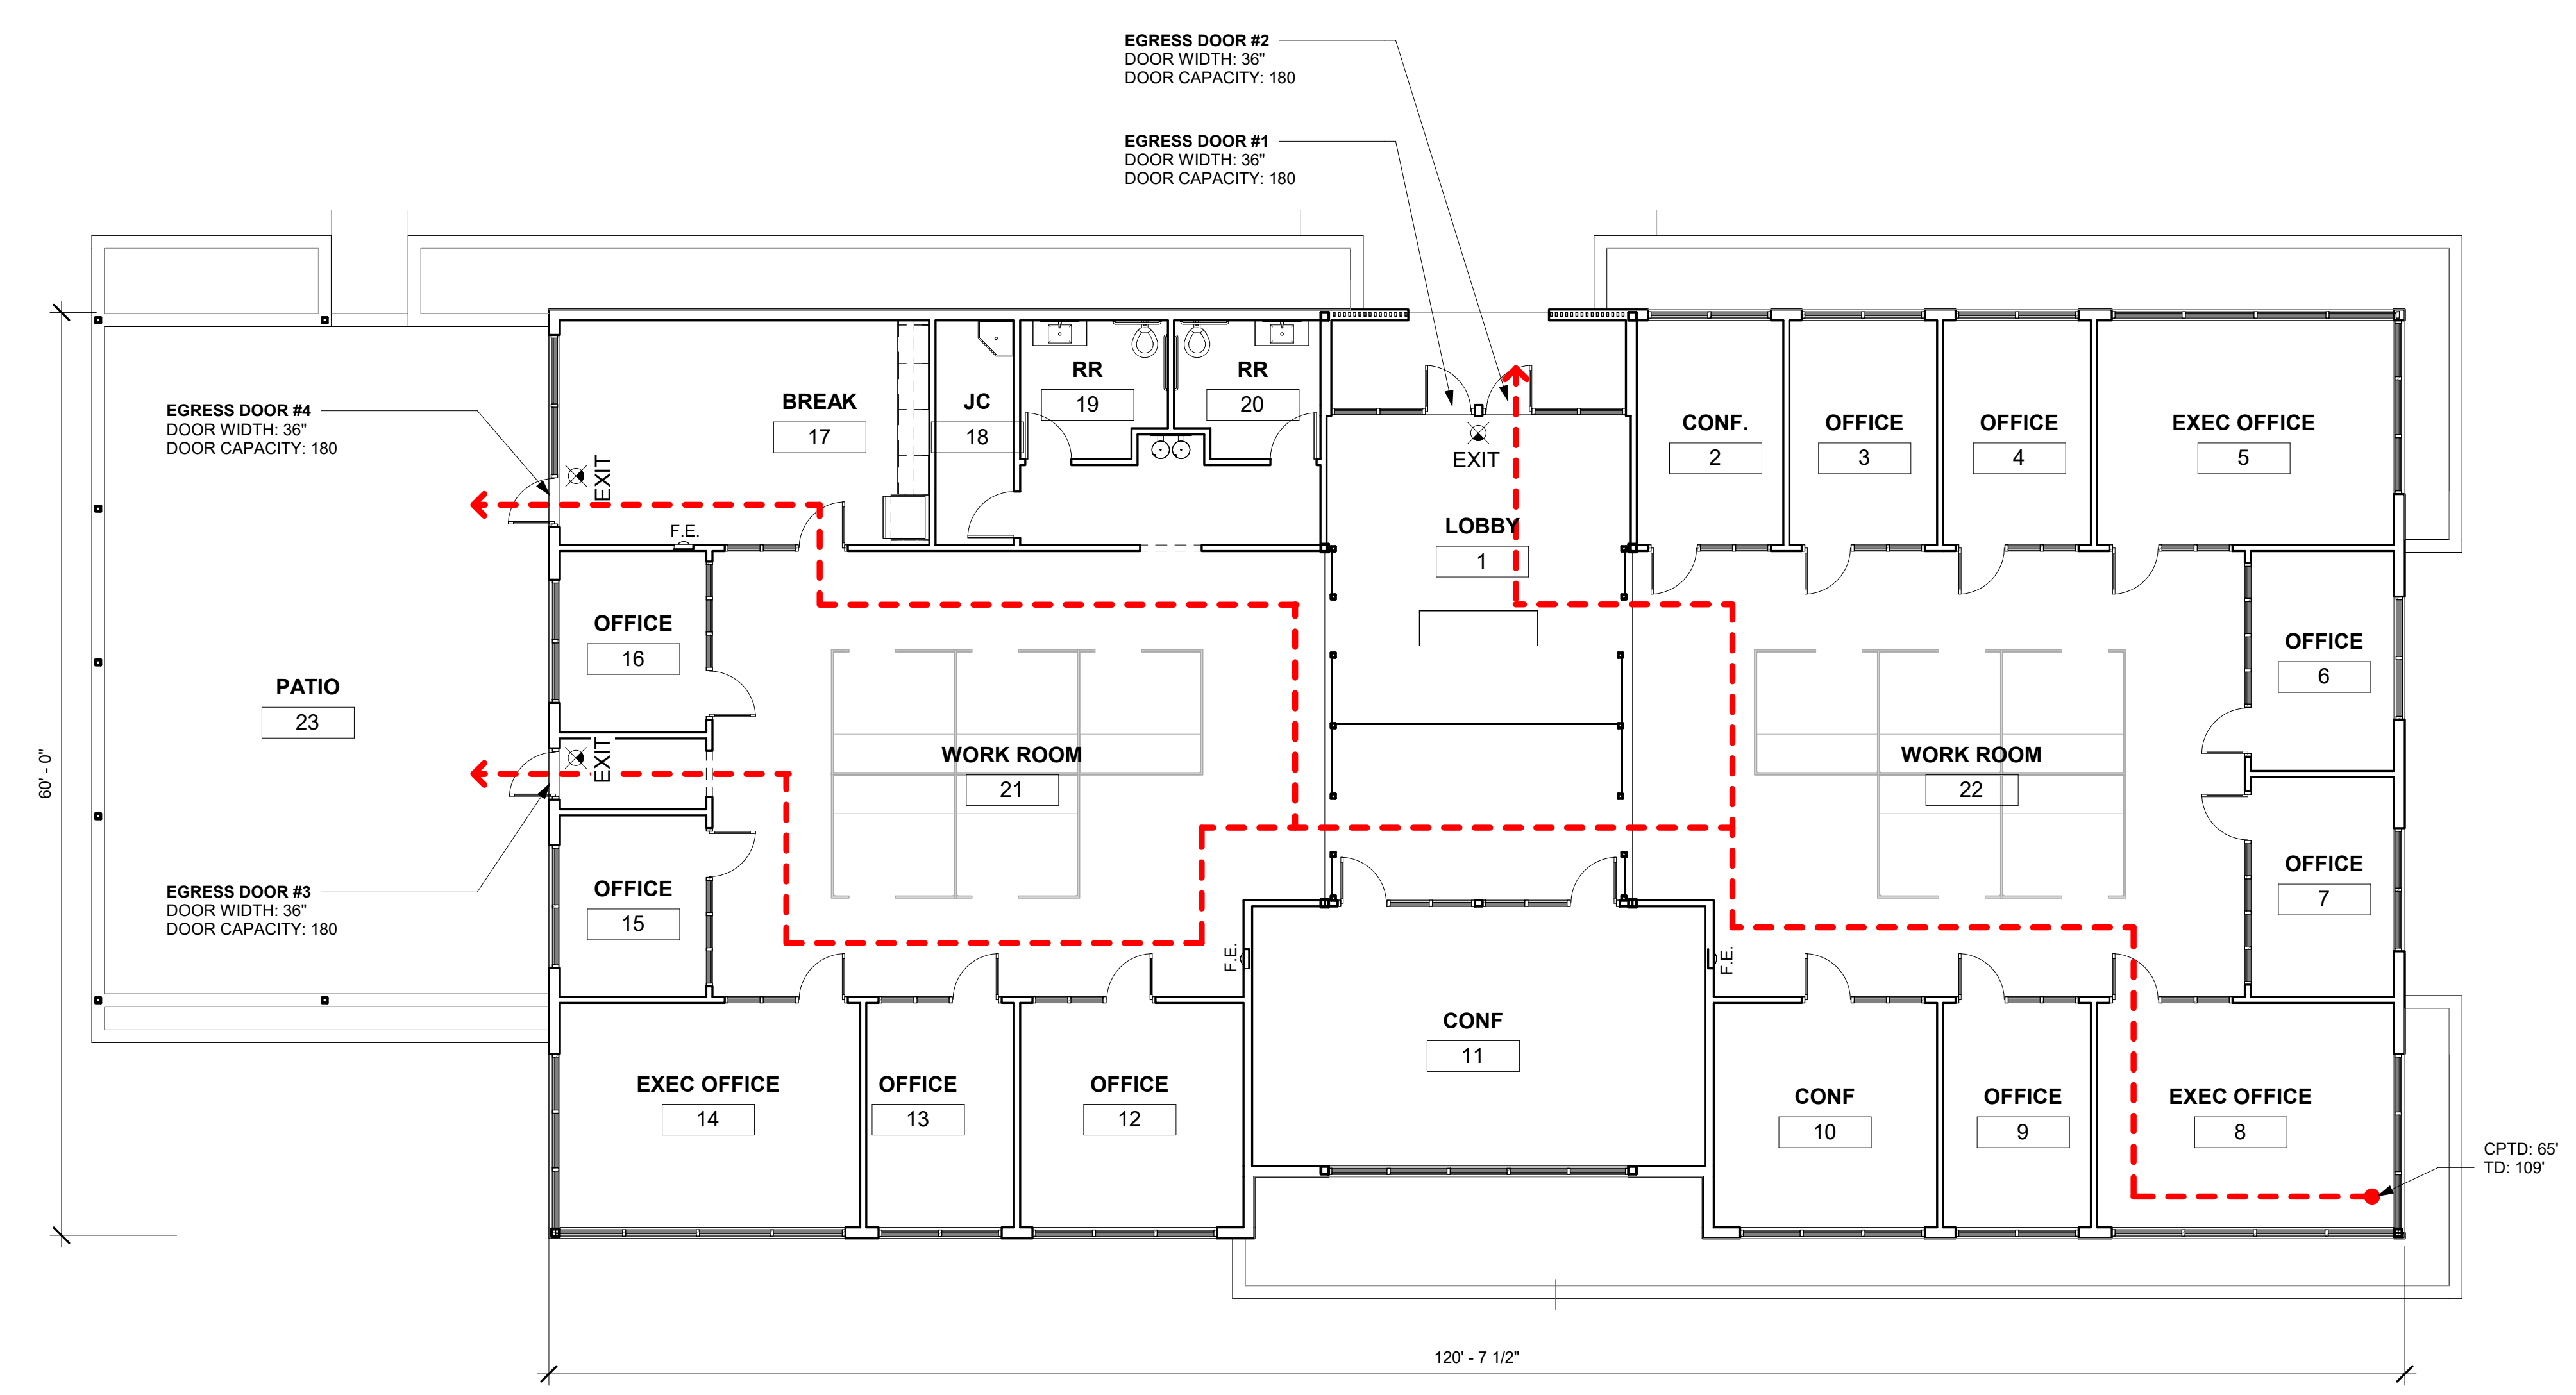 EGRESS DOOR #2
DOOR WIDTH: 36"
DOOR CAPACITY: 180
EGRESS DOOR #1
DOOR WIDTH: 36"
DOOR CAPACITY: 180
EGRESS DOOR #4
DOOR WIDTH: 36"
DOOR CAPACITY: 180
BREAK
17
JC
18
RR
19
RR
20
EXIT
LOBBY
1
CONF.
2
OFFICE
3
OFFICE
4
EXEC OFFICE
5
EXIT
F.E.
OFFICE
16
OFFICE
6
PATIO
23
60' - 0"
EXIT
WORK ROOM
21
WORK ROOM
22
EGRESS DOOR #3
DOOR WIDTH: 36"
DOOR CAPACITY: 180
OFFICE
15
OFFICE
7
F.E.
F.E.
CONF
11
EXEC OFFICE
14
OFFICE
13
OFFICE
12
CONF
10
OFFICE
9
EXEC OFFICE
8
CPTD: 65'
TD: 109'
120' - 7 1/2"